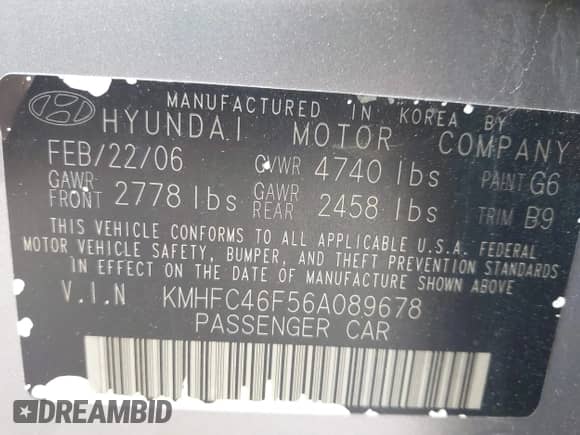 MANUFACTURED IN KOREA BY
HYUNDAI MOTOR COMPANY
FEB/22/06 GVWR 4740 lbs PAINT G6
GAWR FRONT 2778 lbs GAWR REAR 2458 lbs TRIM B9
THIS VEHICLE CONFORMS TO ALL APPLICABLE U.S.A. FEDERAL
MOTOR VEHICLE SAFETY, BUMPER, AND THEFT PREVENTION STANDARDS
IN EFFECT ON THE DATE OF MANUFACTURE SHOWN ABOVE
V.I.N KMHFC46F56A089678
PASSENGER CAR
DREAMBID